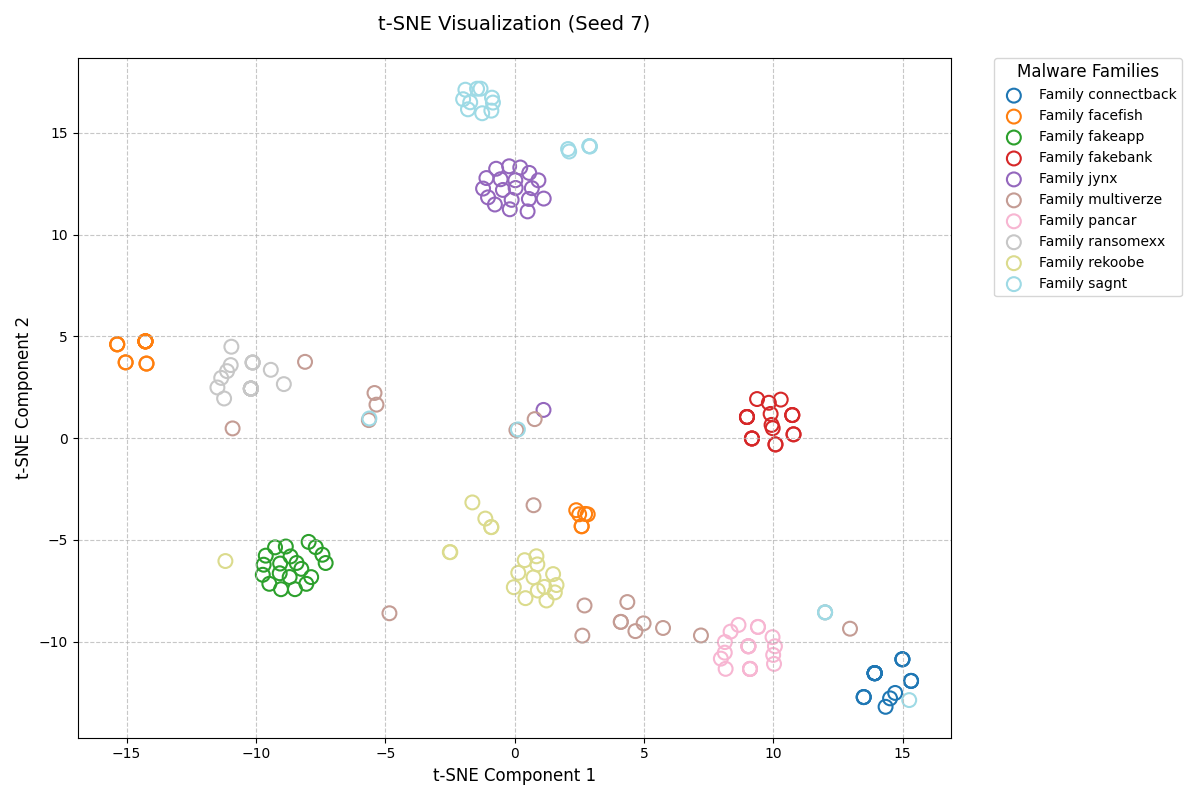 t-SNE Visualization (Seed 7)
Malware Families
Family connectback
Family facefish
Family fakeapp
Family fakebank
Family jynx
Family multiverze
Family pancar
Family ransomexx
Family rekoobe
Family sagnt
t-SNE Component 2
15
10
5
0
−5
−10
−15 −10 −5 0 5 10 15
t-SNE Component 1